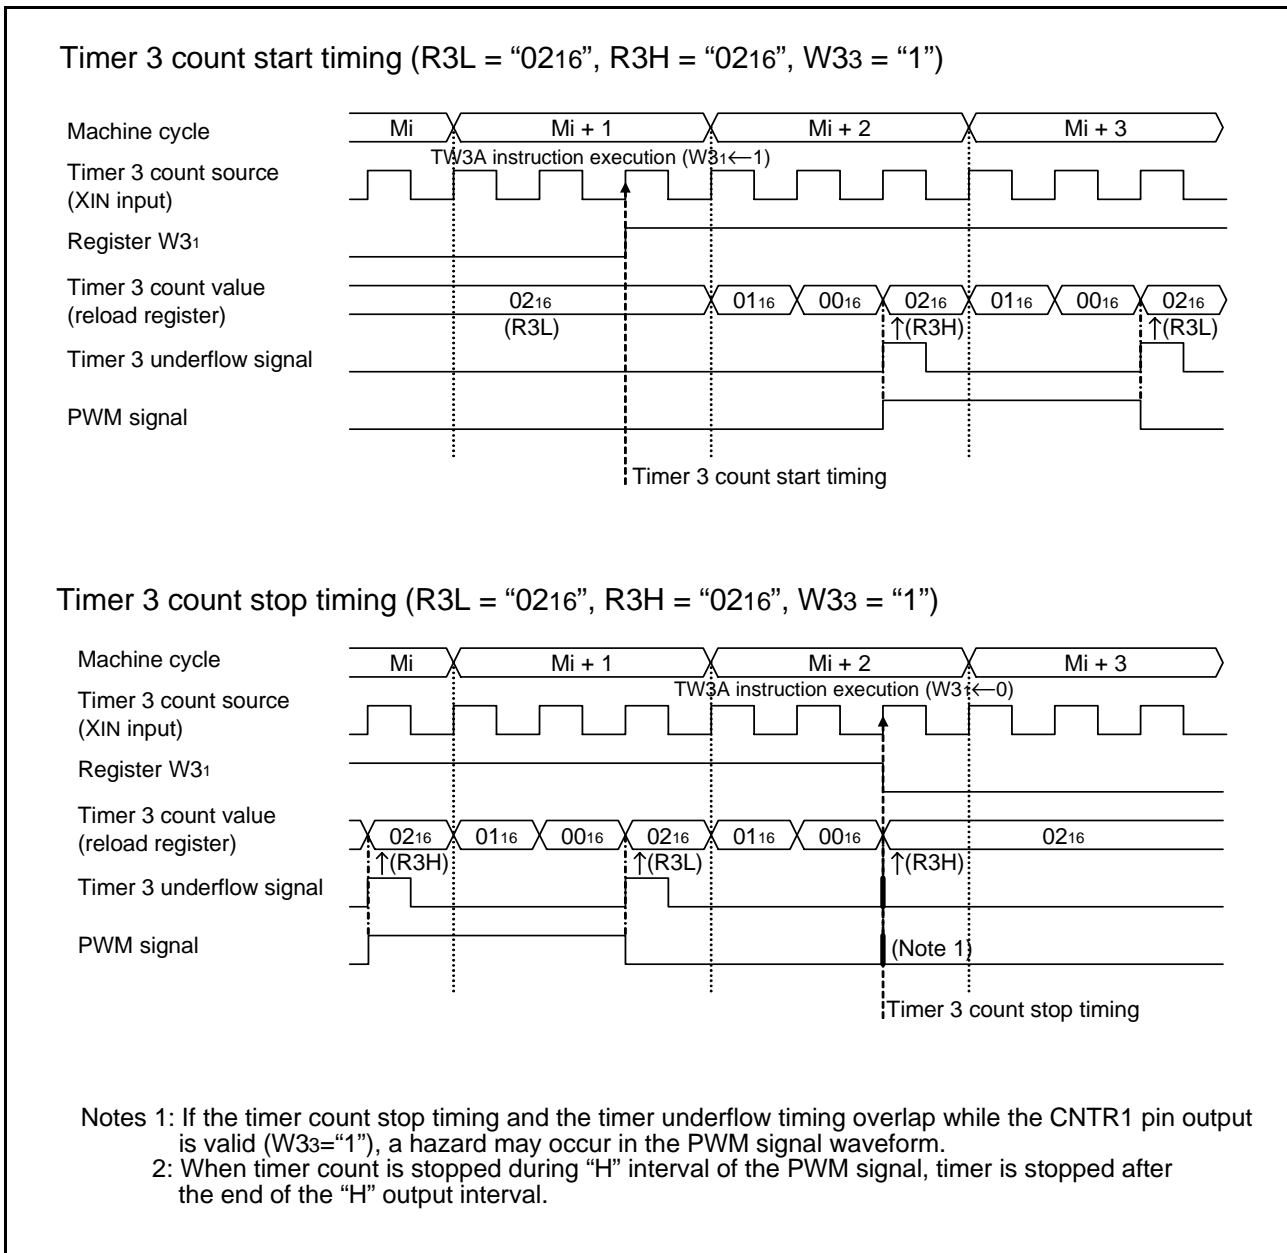 Timer 3 count start timing (R3L = “0216”, R3H = “0216”, W33 = “1”)
Machine cycle
Mi
Mi + 1
Mi + 2
Mi + 3
TW3A instruction execution (W31←1)
Timer 3 count source
(XIN input)
Register W31
Timer 3 count value
(reload register)
0216
(R3L)
0116
0016
0216
0116
0016
0216
↑(R3H)
↑(R3L)
Timer 3 underflow signal
PWM signal
Timer 3 count start timing
Timer 3 count stop timing (R3L = “0216”, R3H = “0216”, W33 = “1”)
Machine cycle
Mi
Mi + 1
Mi + 2
Mi + 3
TW3A instruction execution (W31←0)
Timer 3 count source
(XIN input)
Register W31
Timer 3 count value
(reload register)
0216
0116
0016
0216
0116
0016
0216
↑(R3H)
↑(R3L)
↑(R3H)
Timer 3 underflow signal
PWM signal
(Note 1)
Timer 3 count stop timing
Notes 1: If the timer count stop timing and the timer underflow timing overlap while the CNTR1 pin output
is valid (W33=“1”), a hazard may occur in the PWM signal waveform.
2: When timer count is stopped during “H” interval of the PWM signal, timer is stopped after
the end of the “H” output interval.